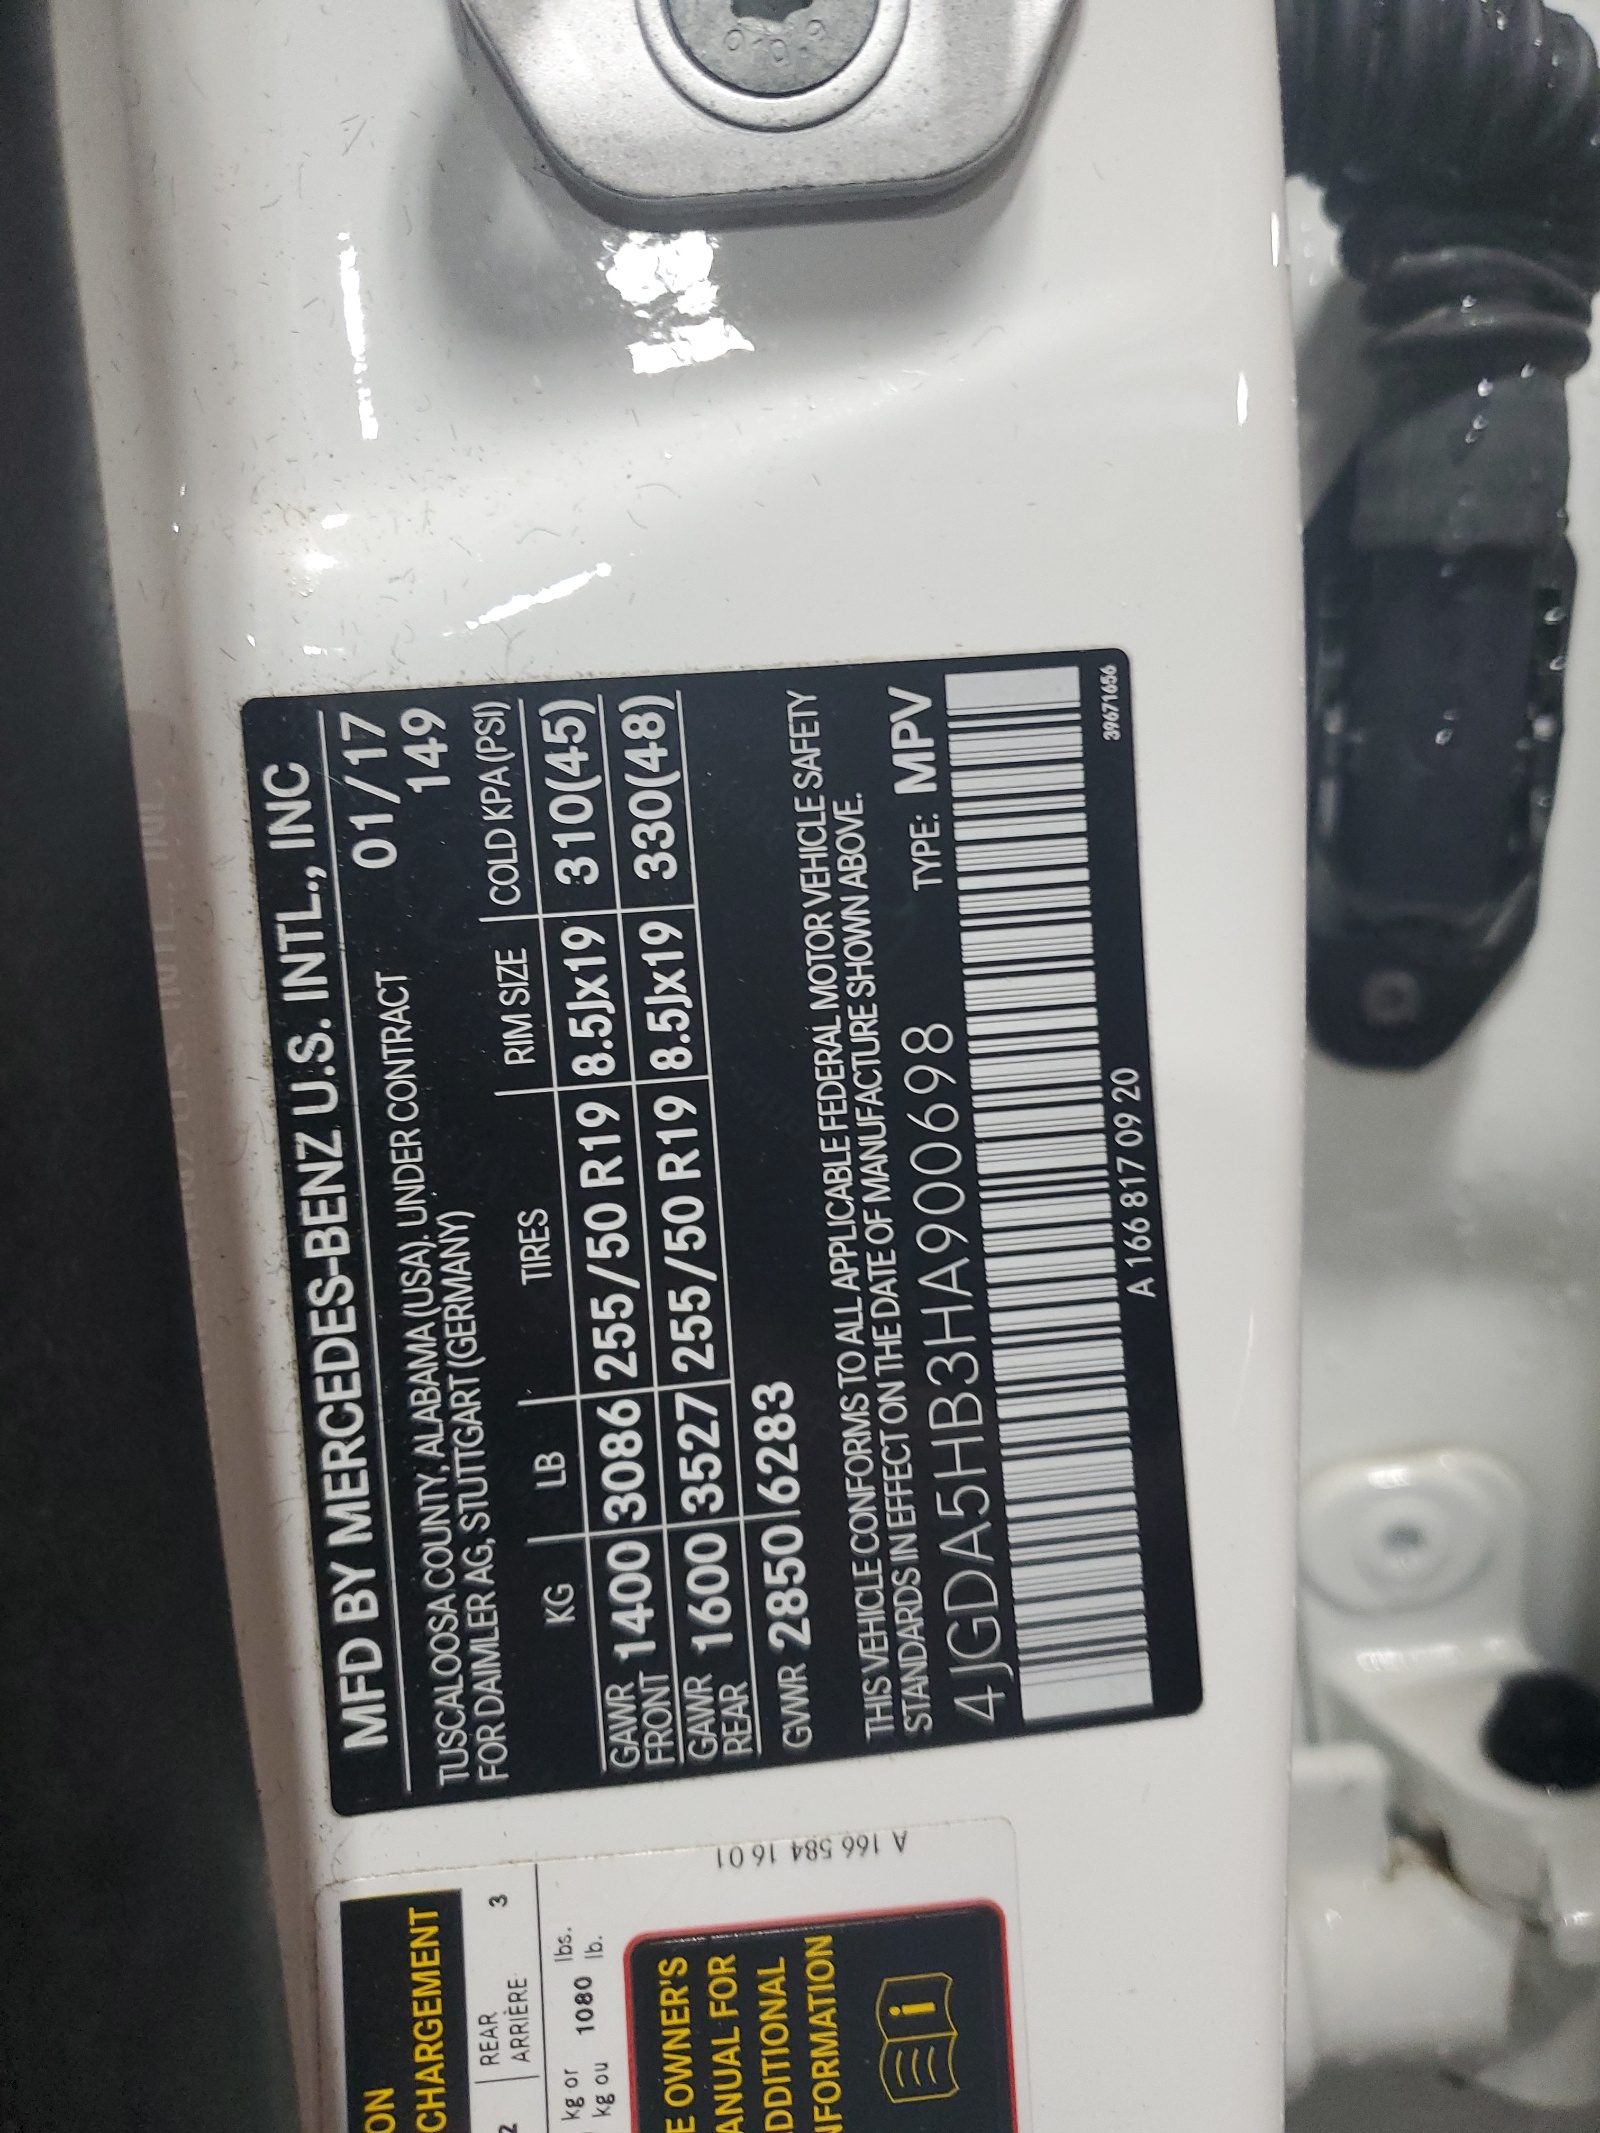 MFD BY MERCEDES-BENZ U.S. INTL., INC
01/17
TUSCALOOSA COUNTY, ALABAMA (USA). UNDER CONTRACT 149
FOR DAIMLER AG, STUTTGART (GERMANY)
KG LB TIRES RIM SIZE COLD KPA (PSI)
GAWR FRONT 1400 3086 255/50 R19 8.5Jx19 310(45)
GAWR REAR 1600 3527 255/50 R19 8.5Jx19 330(48)
GVWR 2850 6283
THIS VEHICLE CONFORMS TO ALL APPLICABLE FEDERAL MOTOR VEHICLE SAFETY
STANDARDS IN EFFECT ON THE DATE OF MANUFACTURE SHOWN ABOVE.
4JGDA5HB3HA900698 TYPE: MPV
A 166 817 09 20
39671656
A 166 584 16 01
ON
CHARGEMENT
2 REAR 3
ARRIÈRE
kg or 1080 lbs.
kg ou lb.
E OWNER'S
ANUAL FOR
DDITIONAL
NFORMATION
i